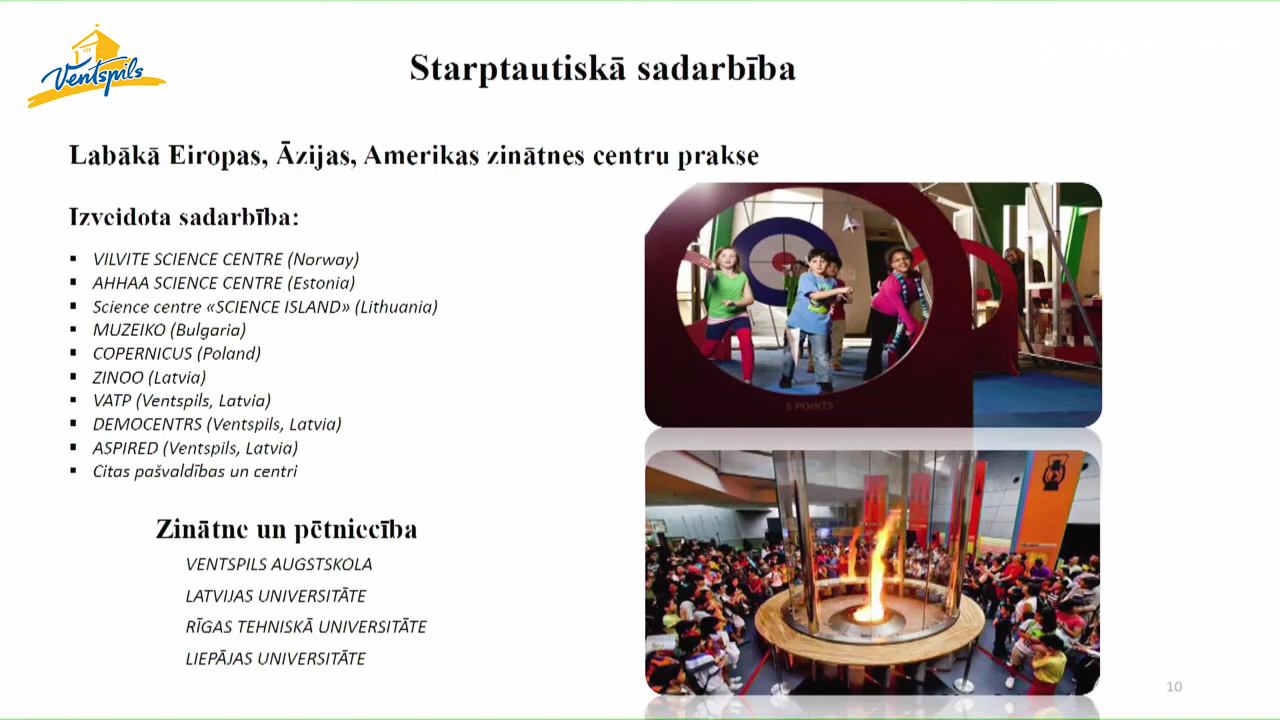 Ventspils
Starptautiskā sadarbība
Labākā Eiropas, Āzijas, Amerikas zinātnes centru prakse
Izveidota sadarbība:
▪ VILVITE SCIENCE CENTRE (Norway)
▪ AHHAA SCIENCE CENTRE (Estonia)
▪ Science centre «SCIENCE ISLAND» (Lithuania)
▪ MUZEIKO (Bulgaria)
▪ COPERNICUS (Poland)
▪ ZINOO (Latvia)
▪ VATP (Ventspils, Latvia)
▪ DEMOCENTRS (Ventspils, Latvia)
▪ ASPIRED (Ventspils, Latvia)
▪ Citas pašvaldības un centri
Zinātne un pētniecība
VENTSPILS AUGSTSKOLA
LATVIJAS UNIVERSITĀTE
RĪGAS TEHNISKĀ UNIVERSITĀTE
LIEPĀJAS UNIVERSITĀTE
5 POINTS
10